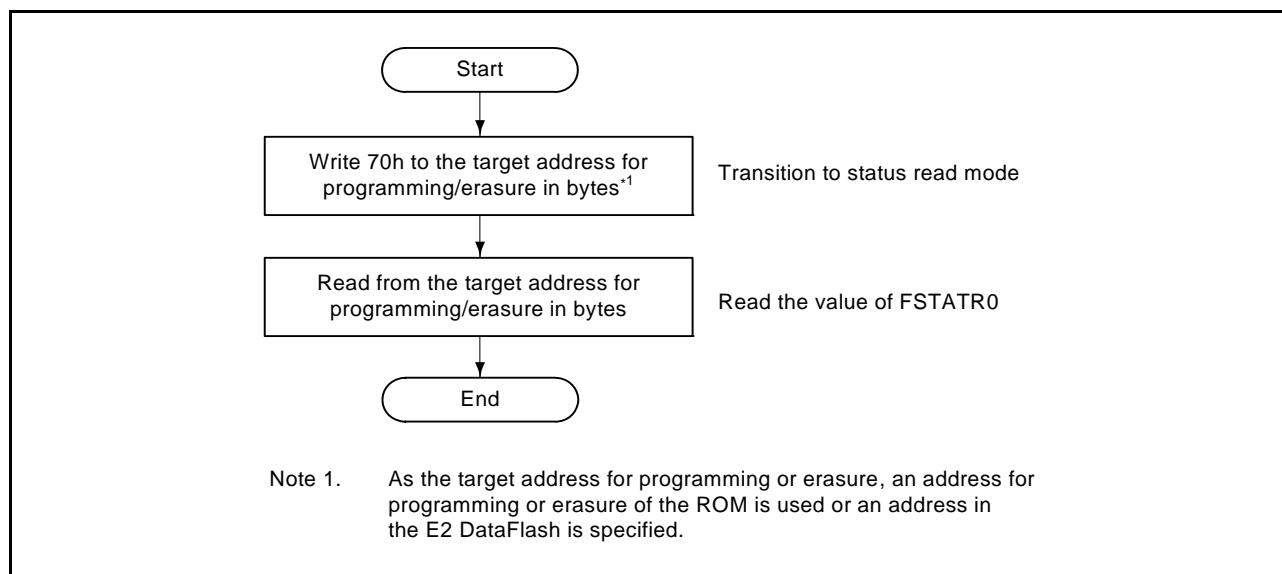 Start
Write 70h to the target address for
programming/erasure in bytes*1
Transition to status read mode
Read from the target address for
programming/erasure in bytes
Read the value of FSTATR0
End
Note 1. As the target address for programming or erasure, an address for
programming or erasure of the ROM is used or an address in
the E2 DataFlash is specified.